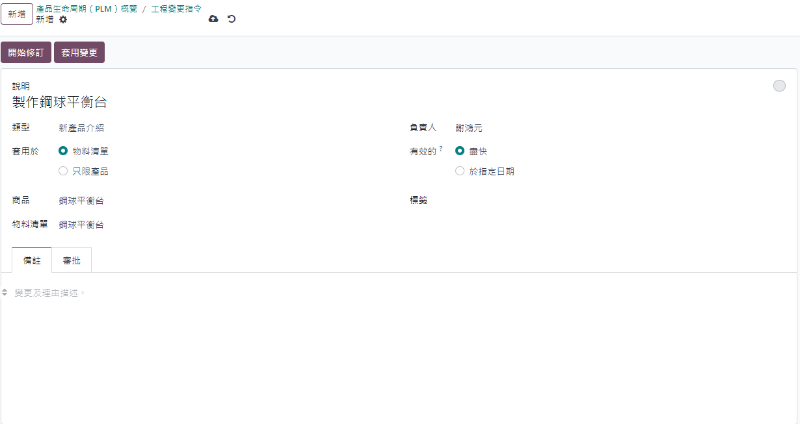 新增
產品生命周期（PLM）概覽 / 工程變更指令
新增
開始修訂 套用變更
說明
製作鋼球平衡台
類型 新產品介紹
負責人 謝鴻元
套用於 物料清單
只限產品
有效的 ? 盡快
於指定日期
商品 鋼球平衡台
標籤
物料清單 鋼球平衡台
備註 審批
變更及理由描述。